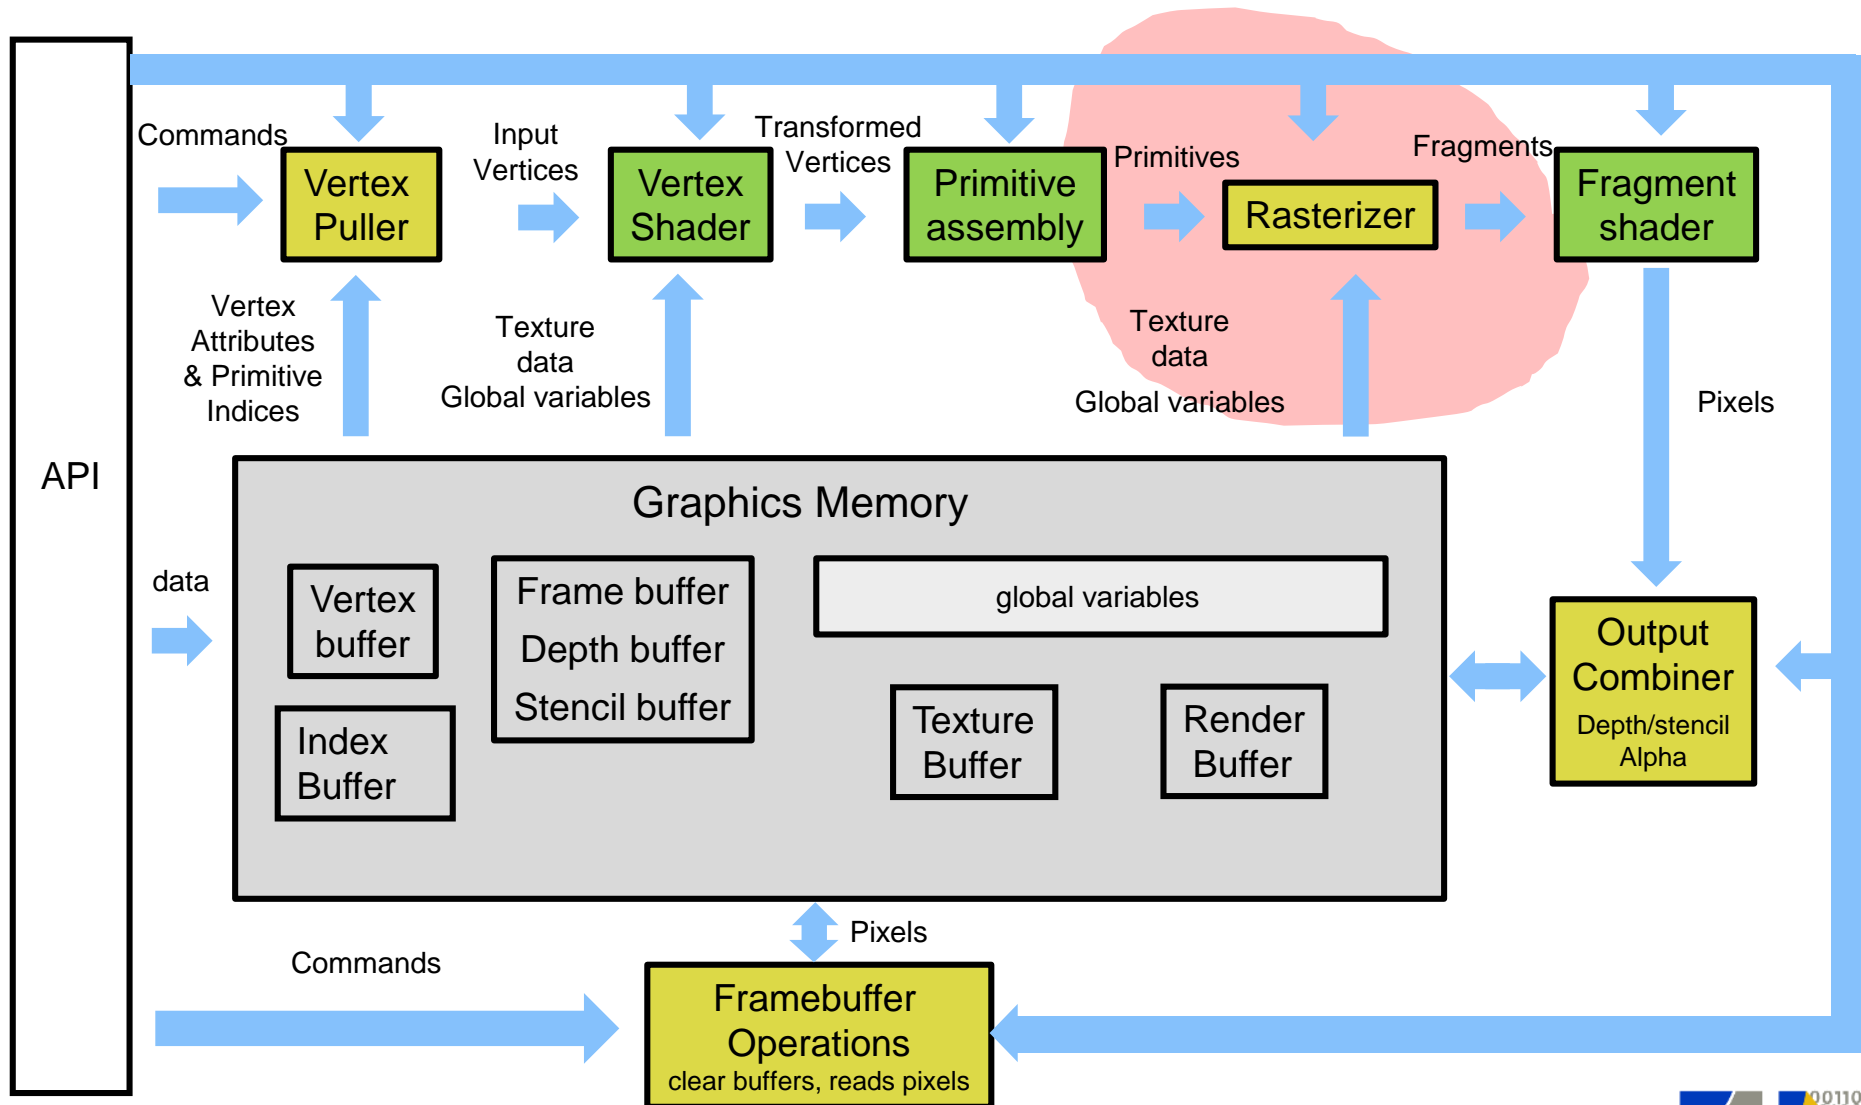 Commands
Vertex
Puller
Input
Vertices
Vertex
Shader
Transformed
Vertices
Primitive
assembly
Primitives
Rasterizer
Fragments
Fragment
shader
Vertex
Attributes
& Primitive
Indices
Texture
data
Global variables
Texture
data
Global variables
Pixels
API
data
Graphics Memory
Vertex
buffer
Index
Buffer
Frame buffer
Depth buffer
Stencil buffer
global variables
Texture
Buffer
Render
Buffer
Output
Combiner
Depth/stencil
Alpha
Pixels
Commands
Framebuffer
Operations
clear buffers, reads pixels
00110